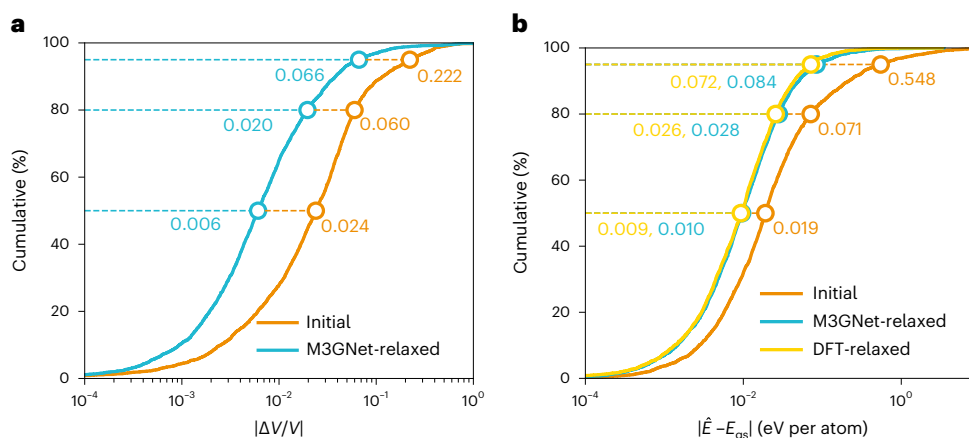 a
100
80
60
40
20
0
Cumulative (%)
0.066
0.222
0.020
0.060
0.006
0.024
Initial
M3GNet-relaxed
10⁻⁴
10⁻³
10⁻²
10⁻¹
10⁰
|ΔV/V|
b
100
80
60
40
20
0
Cumulative (%)
0.072, 0.084
0.548
0.026, 0.028
0.071
0.009, 0.010
0.019
Initial
M3GNet-relaxed
DFT-relaxed
10⁻⁴
10⁻²
10⁰
|Ê –E_gs| (eV per atom)